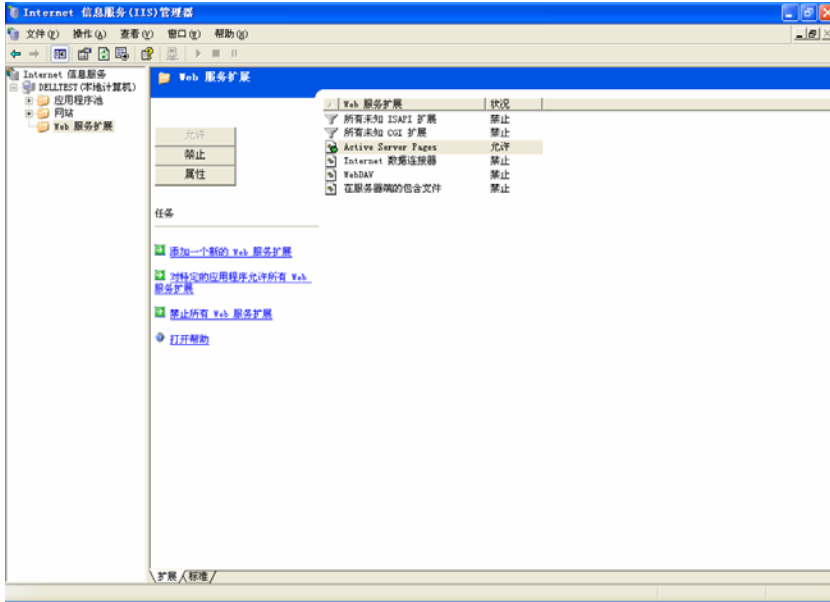 Internet 信息服务(IIS)管理器
文件(F) 操作(A) 查看(V) 窗口(W) 帮助(H)
Internet 信息服务
DELLTEST(本地计算机)
应用程序池
网站
Web 服务扩展
Web 服务扩展
允许
禁止
属性
任务
添加一个新的 Web 服务扩展
对特定的应用程序允许所有 Web
服务扩展
禁止所有 Web 服务扩展
打开帮助
Web 服务扩展 状况
所有未知 ISAPI 扩展 禁止
所有未知 CGI 扩展 禁止
Active Server Pages 允许
Internet 数据连接器 禁止
WebDAV 禁止
在服务器端的包含文件 禁止
扩展 标准